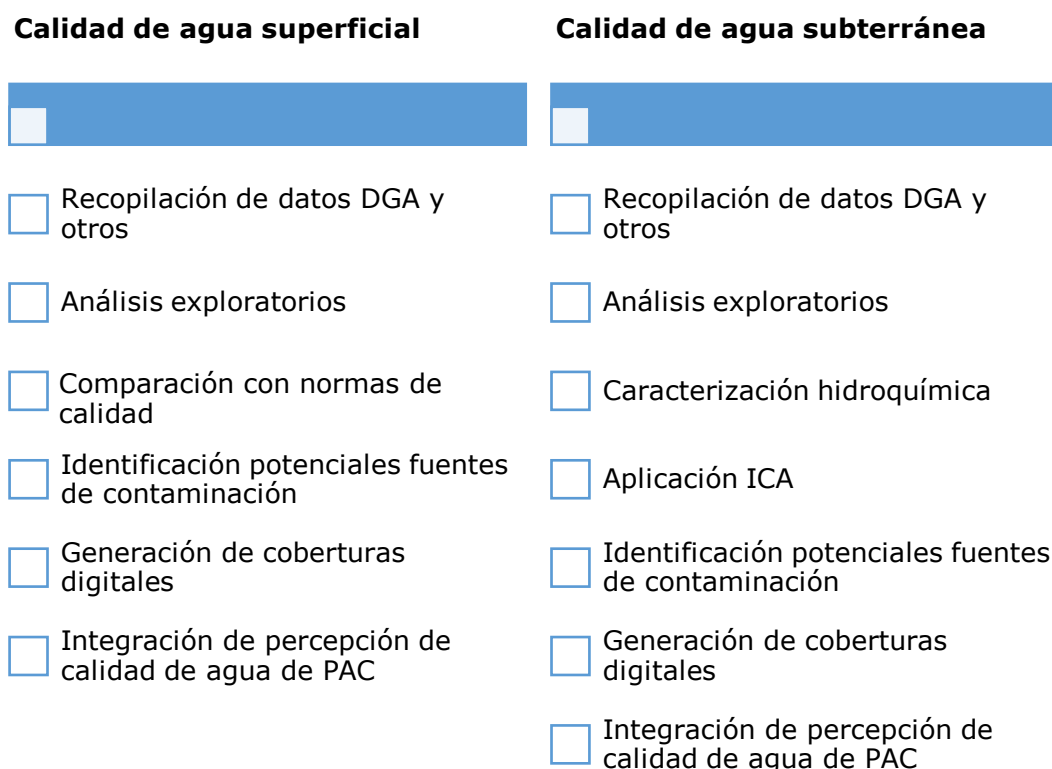 Calidad de agua superficial
Recopilación de datos DGA y
otros
Análisis exploratorios
Comparación con normas de
calidad
Identificación potenciales fuentes
de contaminación
Generación de coberturas
digitales
Integración de percepción de
calidad de agua de PAC
Calidad de agua subterránea
Recopilación de datos DGA y
otros
Análisis exploratorios
Caracterización hidroquímica
Aplicación ICA
Identificación potenciales fuentes
de contaminación
Generación de coberturas
digitales
Integración de percepción de
calidad de agua de PAC